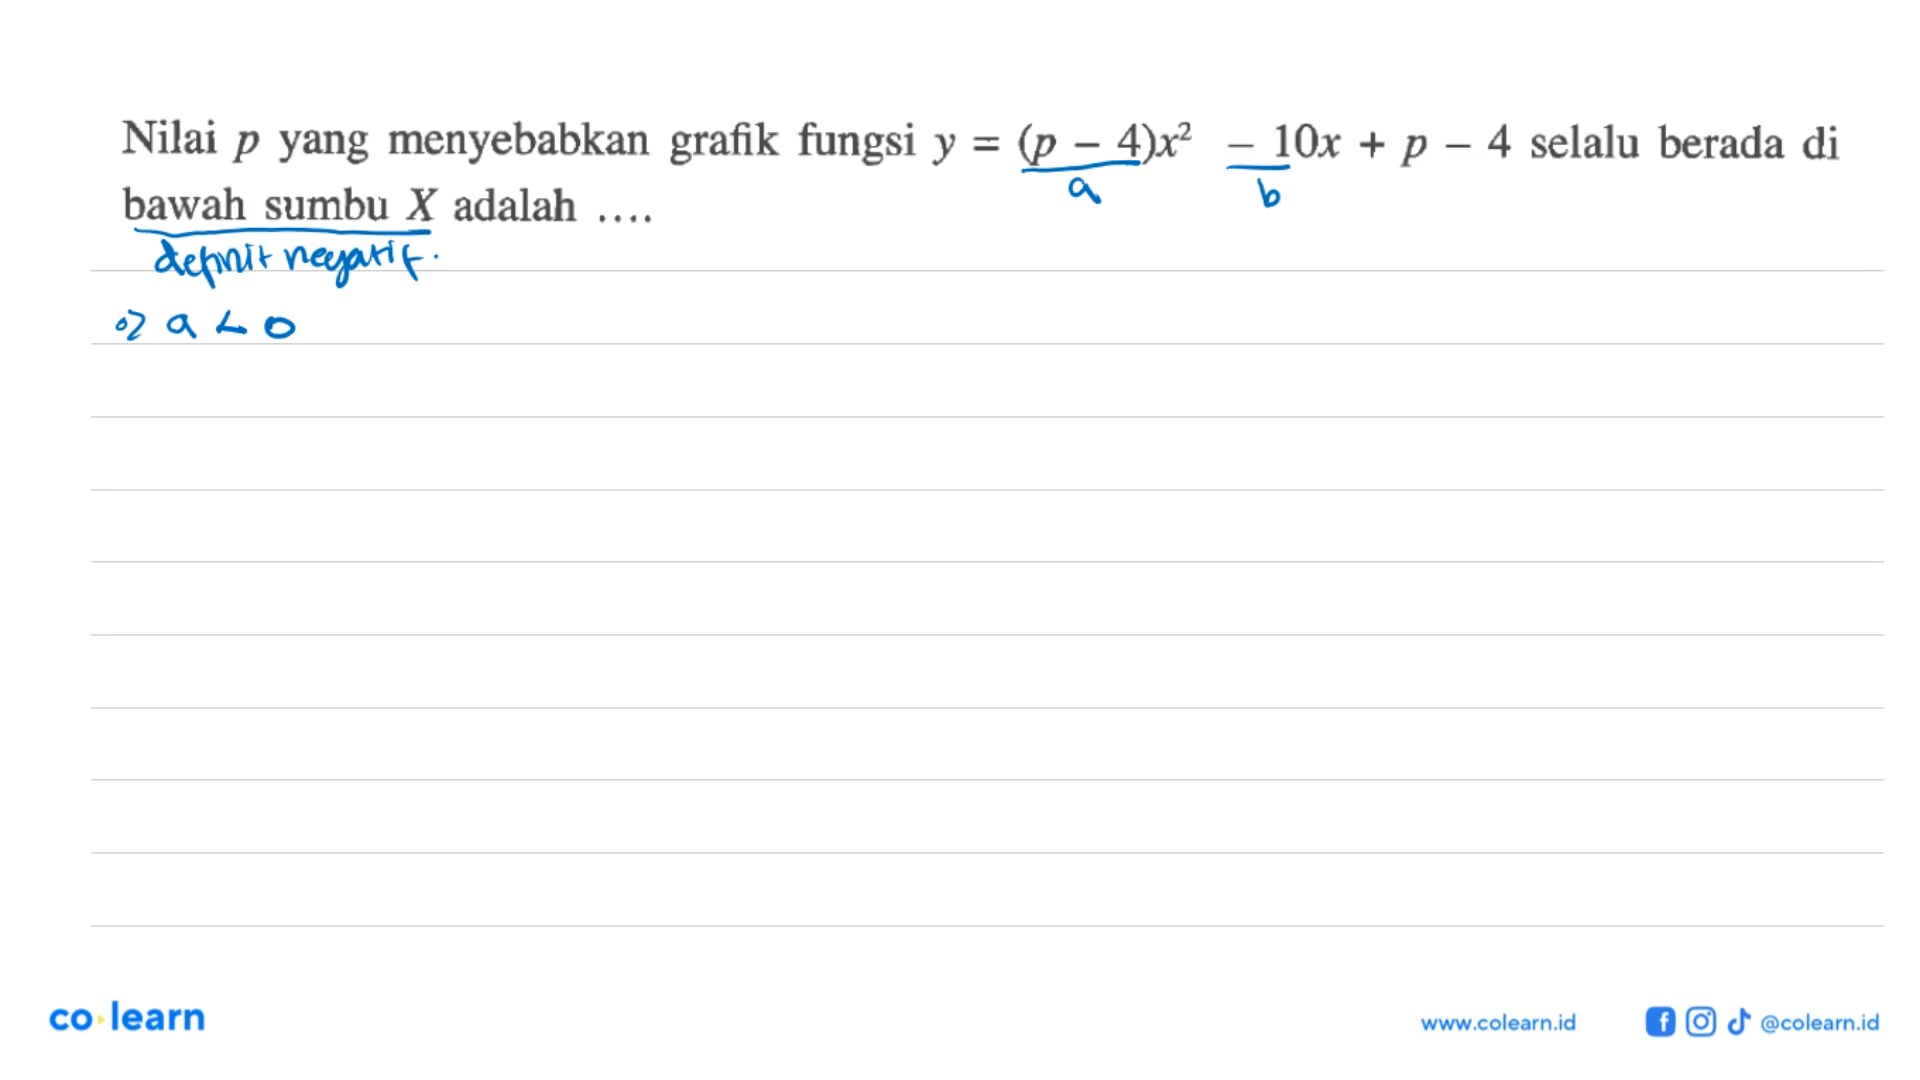 Nilai p yang menyebabkan grafik fungsi y = (p − 4)x² − 10x + p − 4 selalu berada di
a b
bawah sumbu X adalah ....
definit negatif.
a < 0
co learn
www.colearn.id @colearn.id